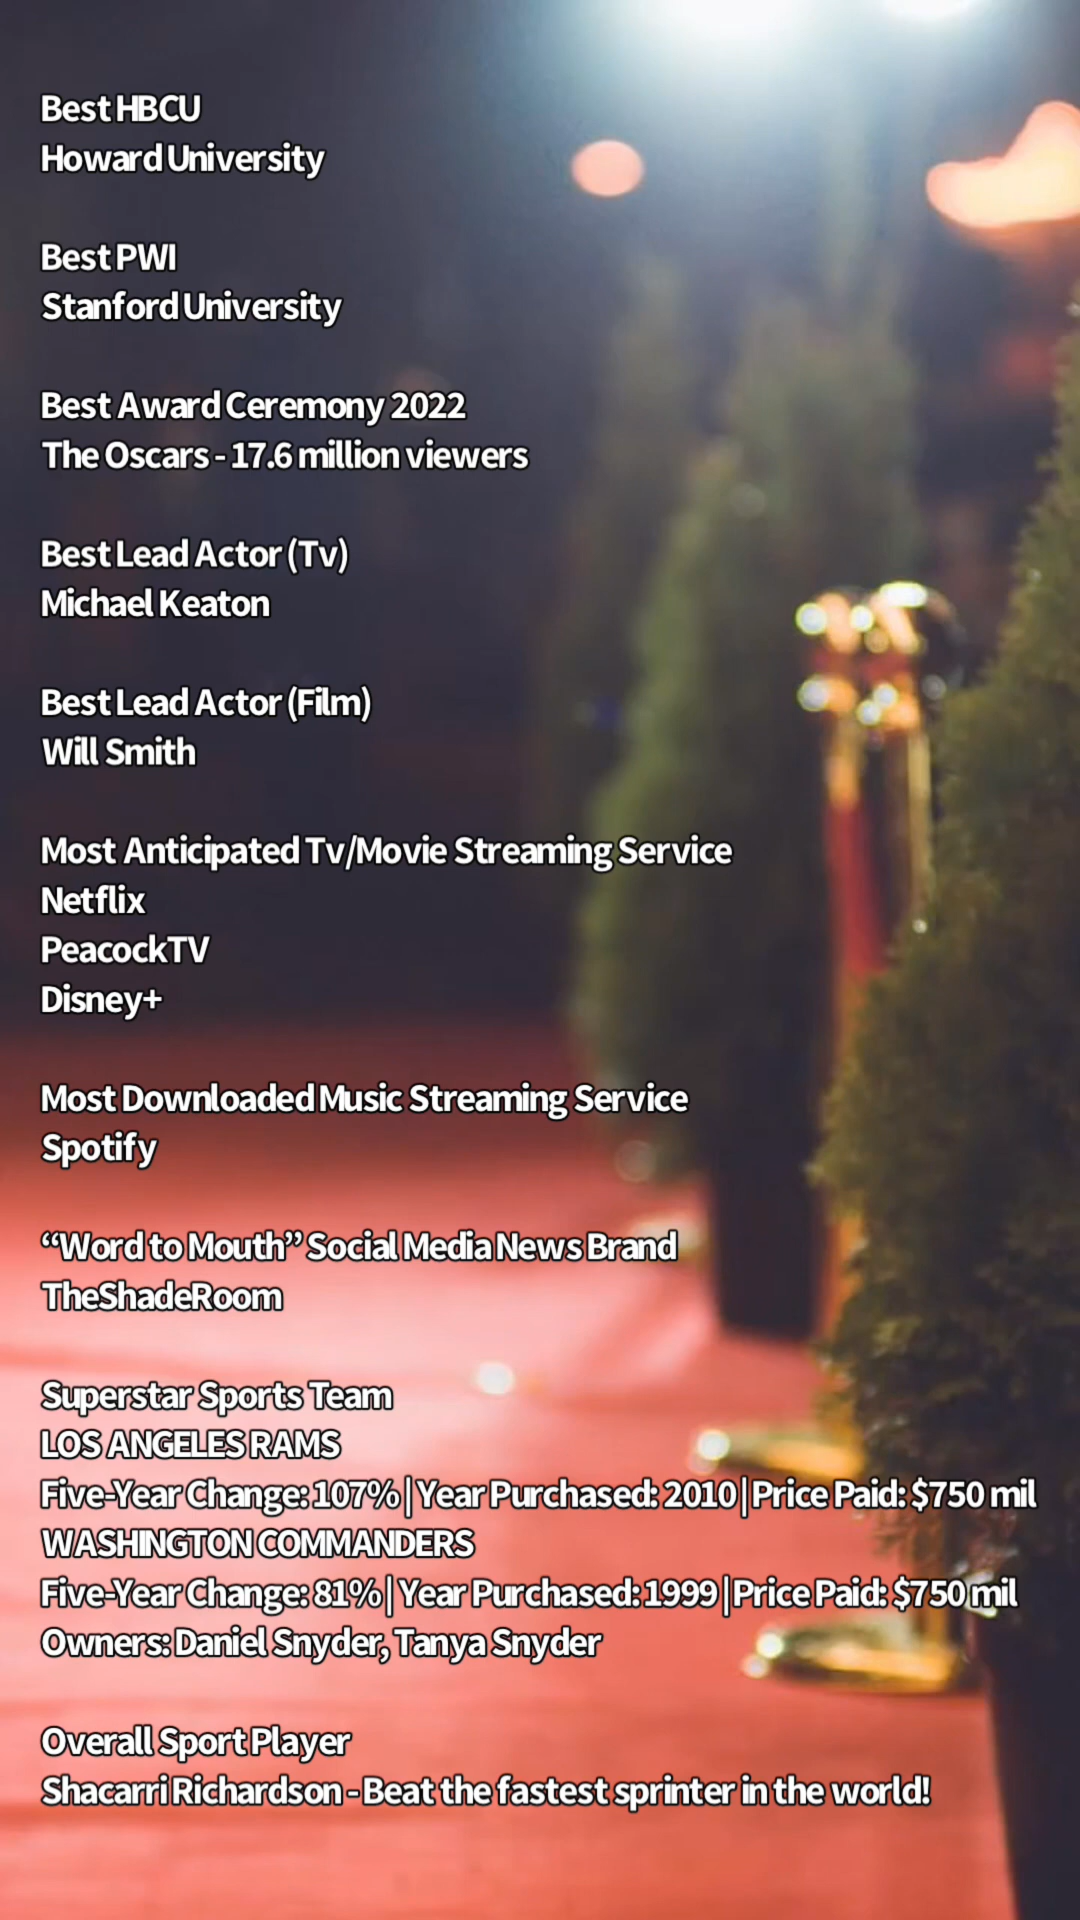 Best HBCU
Howard University
Best PWI
Stanford University
Best Award Ceremony 2022
The Oscars - 17.6 million viewers
Best Lead Actor (Tv)
Michael Keaton
Best Lead Actor (Film)
Will Smith
Most Anticipated Tv/Movie Streaming Service
Netflix
PeacockTV
Disney+
Most Downloaded Music Streaming Service
Spotify
“Word to Mouth” Social Media News Brand
TheShadeRoom
Superstar Sports Team
LOS ANGELES RAMS
Five-Year Change: 107% | Year Purchased: 2010 | Price Paid: $750 mil
WASHINGTON COMMANDERS
Five-Year Change: 81% | Year Purchased: 1999 | Price Paid: $750 mil
Owners: Daniel Snyder, Tanya Snyder
Overall Sport Player
Shacarri Richardson - Beat the fastest sprinter in the world!